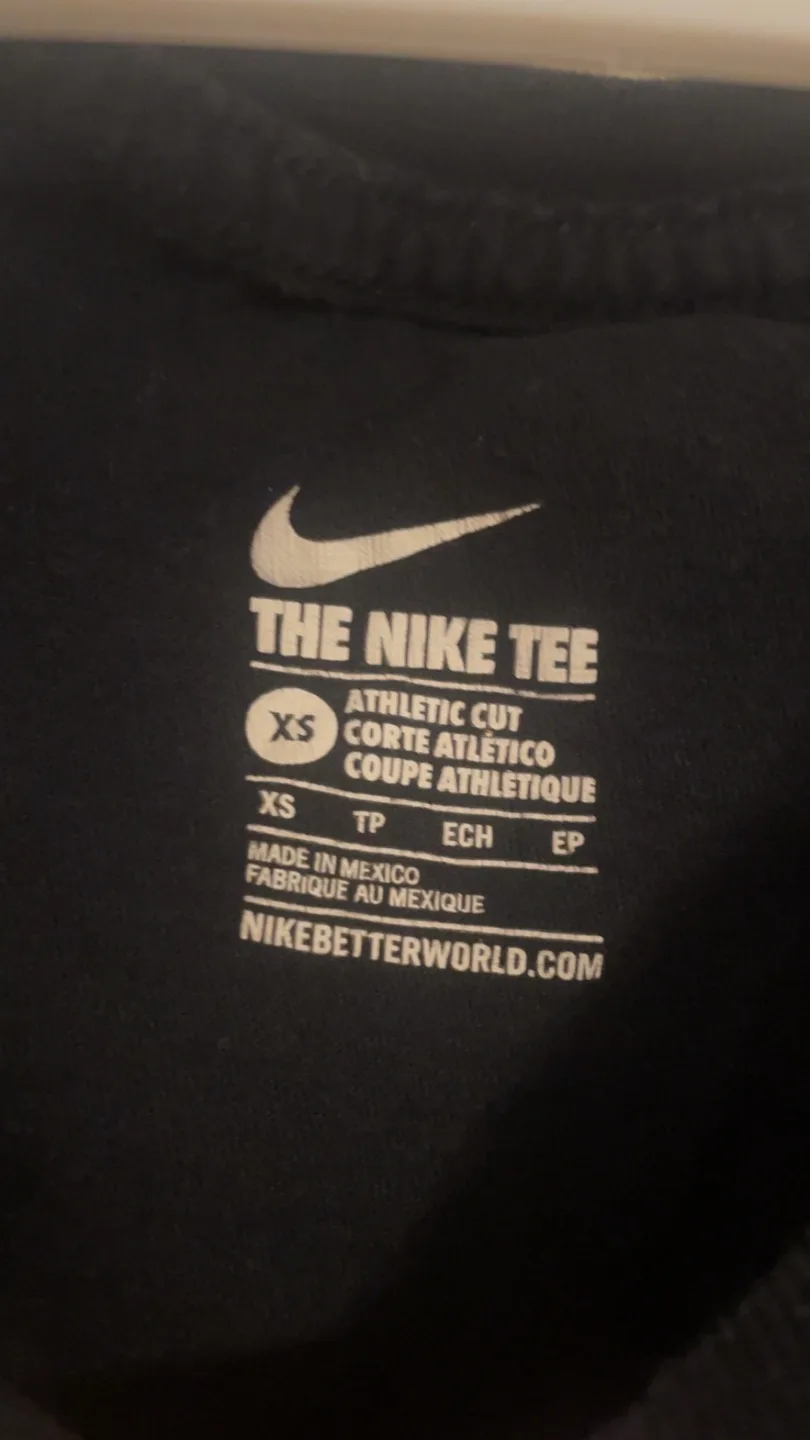 THE NIKE TEE
XS
ATHLETIC CUT
CORTE ATLÉTICO
COUPE ATHLETIQUE
XS TP ECH EP
MADE IN MEXICO
FABRIQUE AU MEXIQUE
NIKEBETTERWORLD.COM